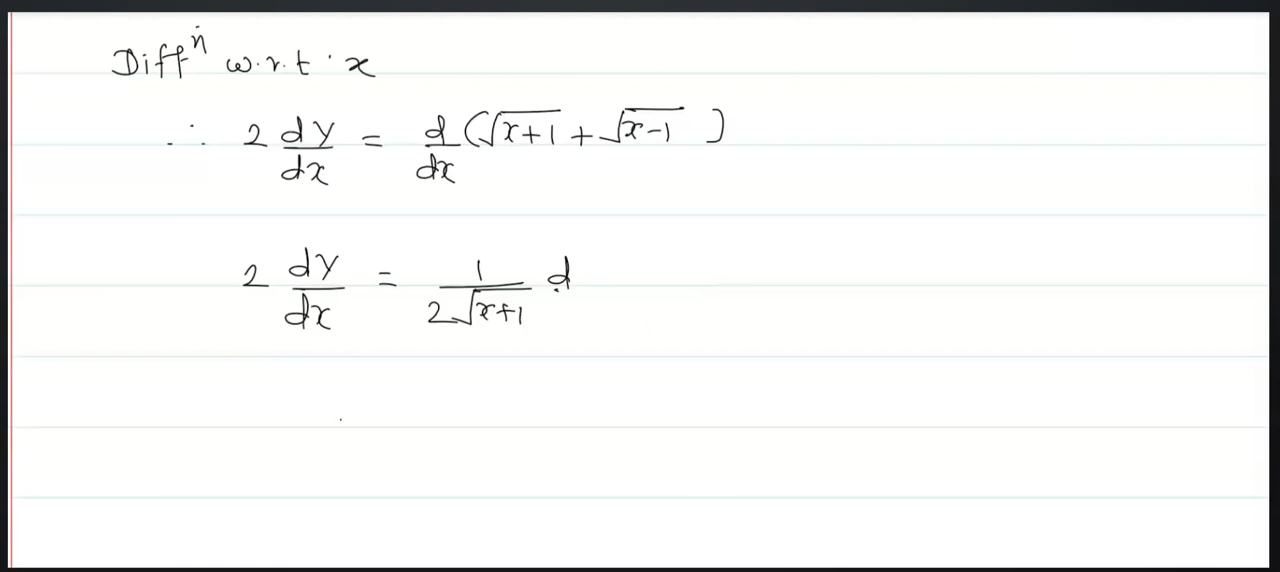 Diffⁿ w.r.t. x
∴ 2 dy/dx = d/dx (√(x+1) + √(x-1) )
2 dy/dx = 1/(2√(x+1)) d